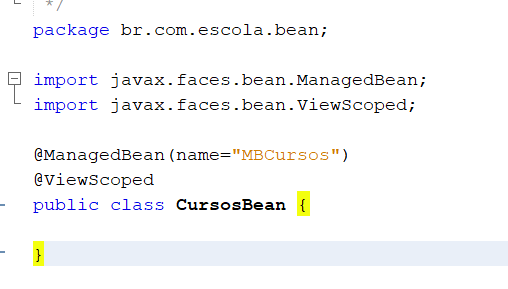 */
package br.com.escola.bean;
import javax.faces.bean.ManagedBean;
import javax.faces.bean.ViewScoped;
@ManagedBean(name="MBCursos")
@ViewScoped
public class CursosBean {
}